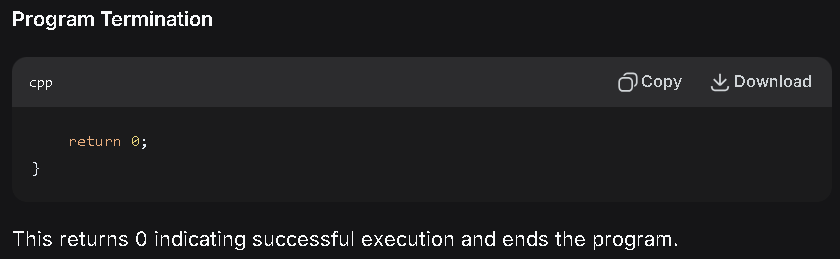 Program Termination
cpp Copy Download
return 0;
}
This returns 0 indicating successful execution and ends the program.